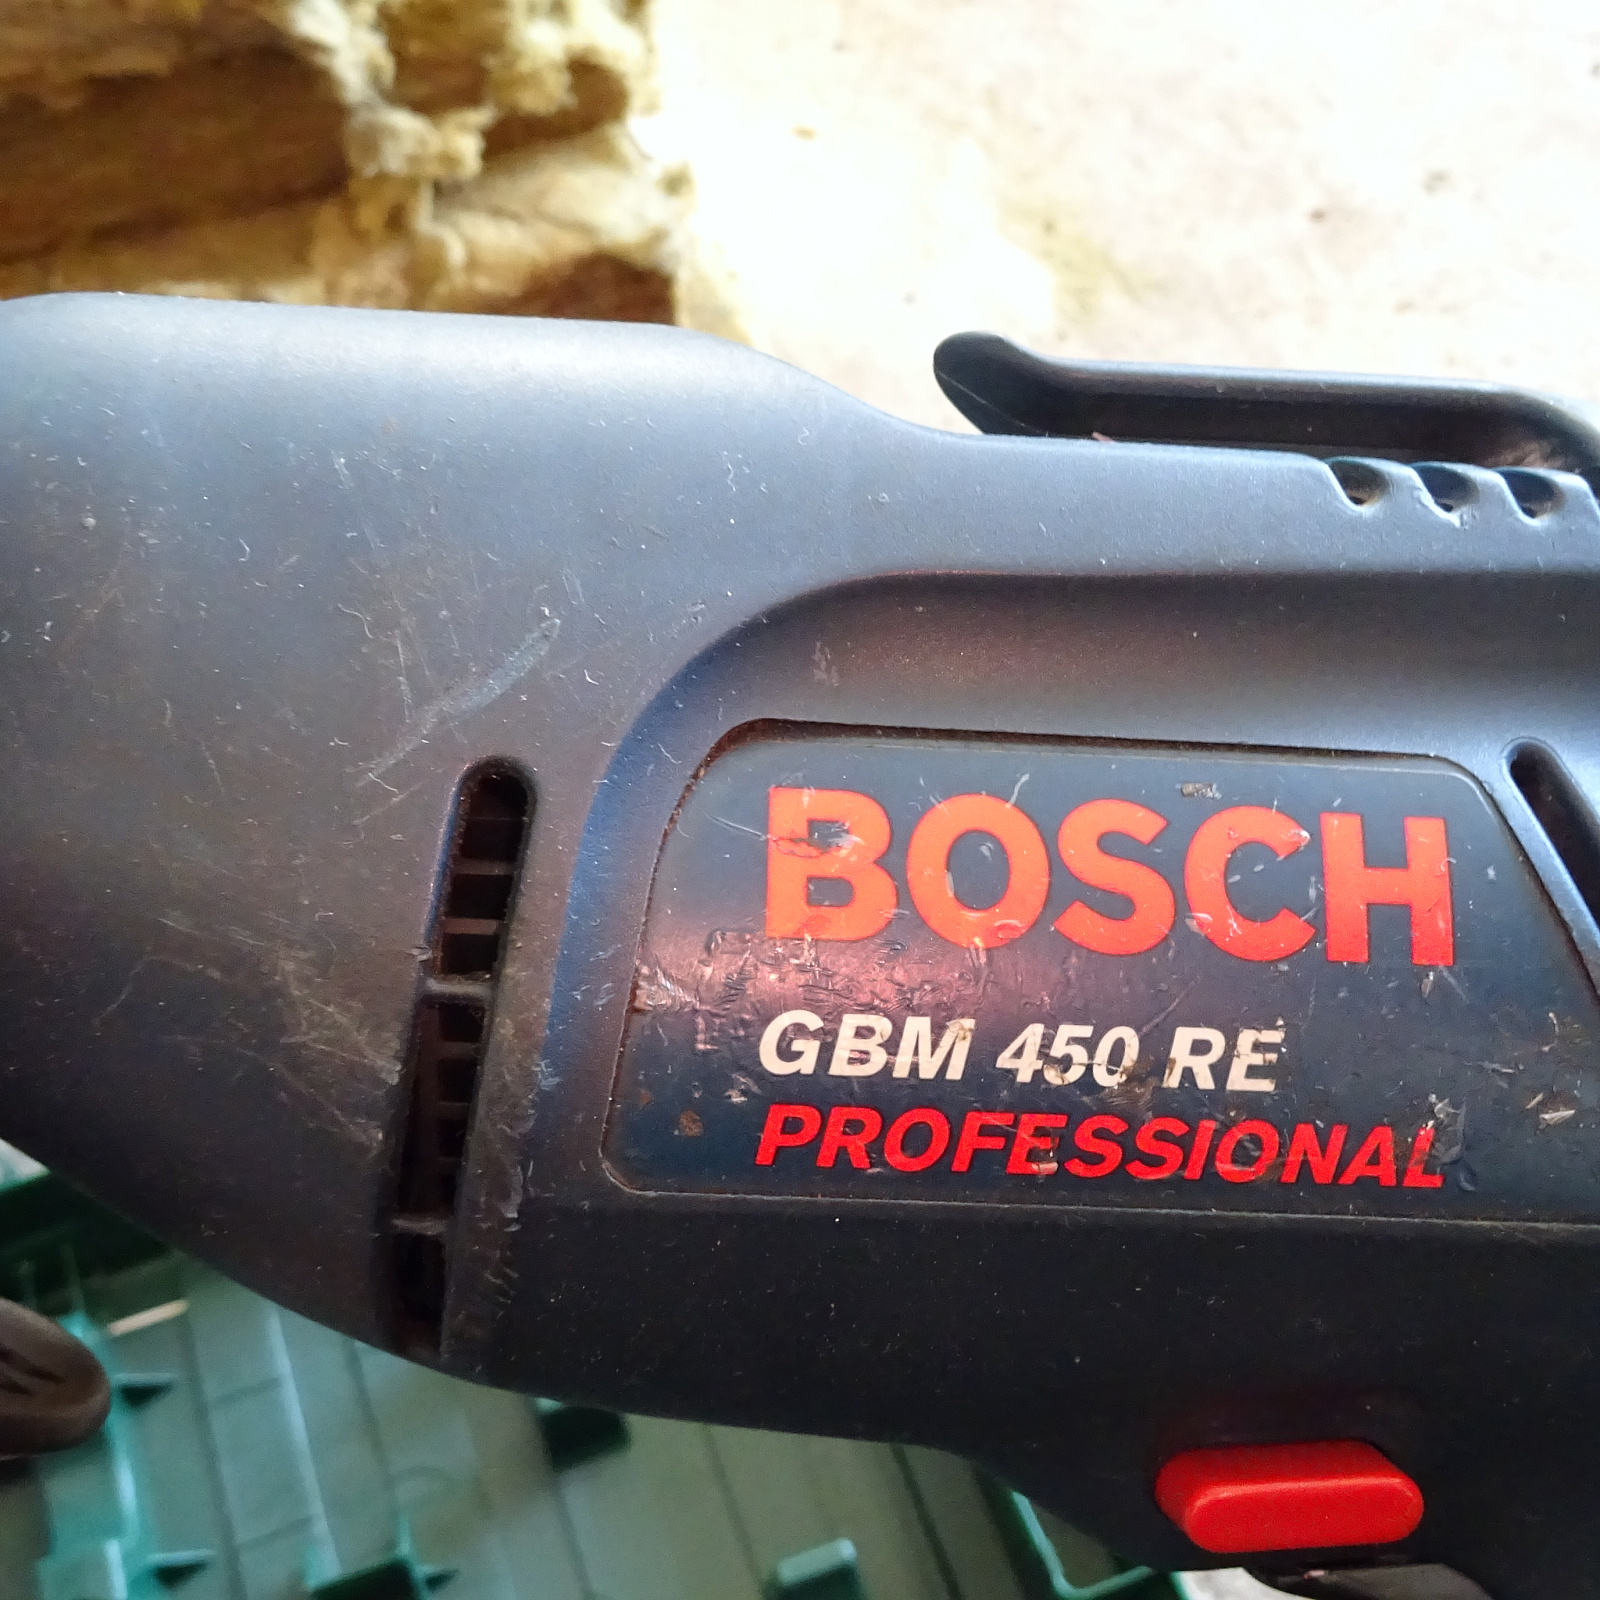 BOSCH
GBM 450 RE
PROFESSIONAL